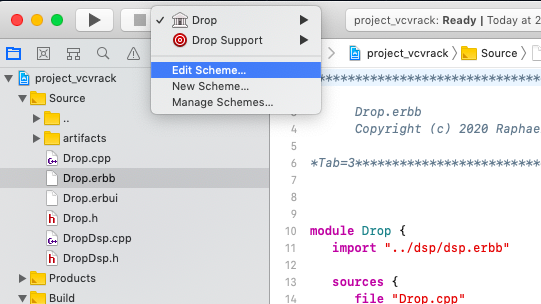 Drop
Drop Support
Edit Scheme...
New Scheme...
Manage Schemes...
project_vcvrack: Ready | Today at 2
project_vcvrack
Source
..
artifacts
Drop.cpp
Drop.erbb
Drop.erbui
Drop.h
DropDsp.cpp
DropDsp.h
Products
Build
project_vcvrack Source
Drop.erbb
4 Copyright (c) 2020 Raphae
5
6 *Tab=3***************************
7
8
9
10 module Drop {
11 import "../dsp/dsp.erbb"
12
13 sources {
14 file "Drop.cpp"